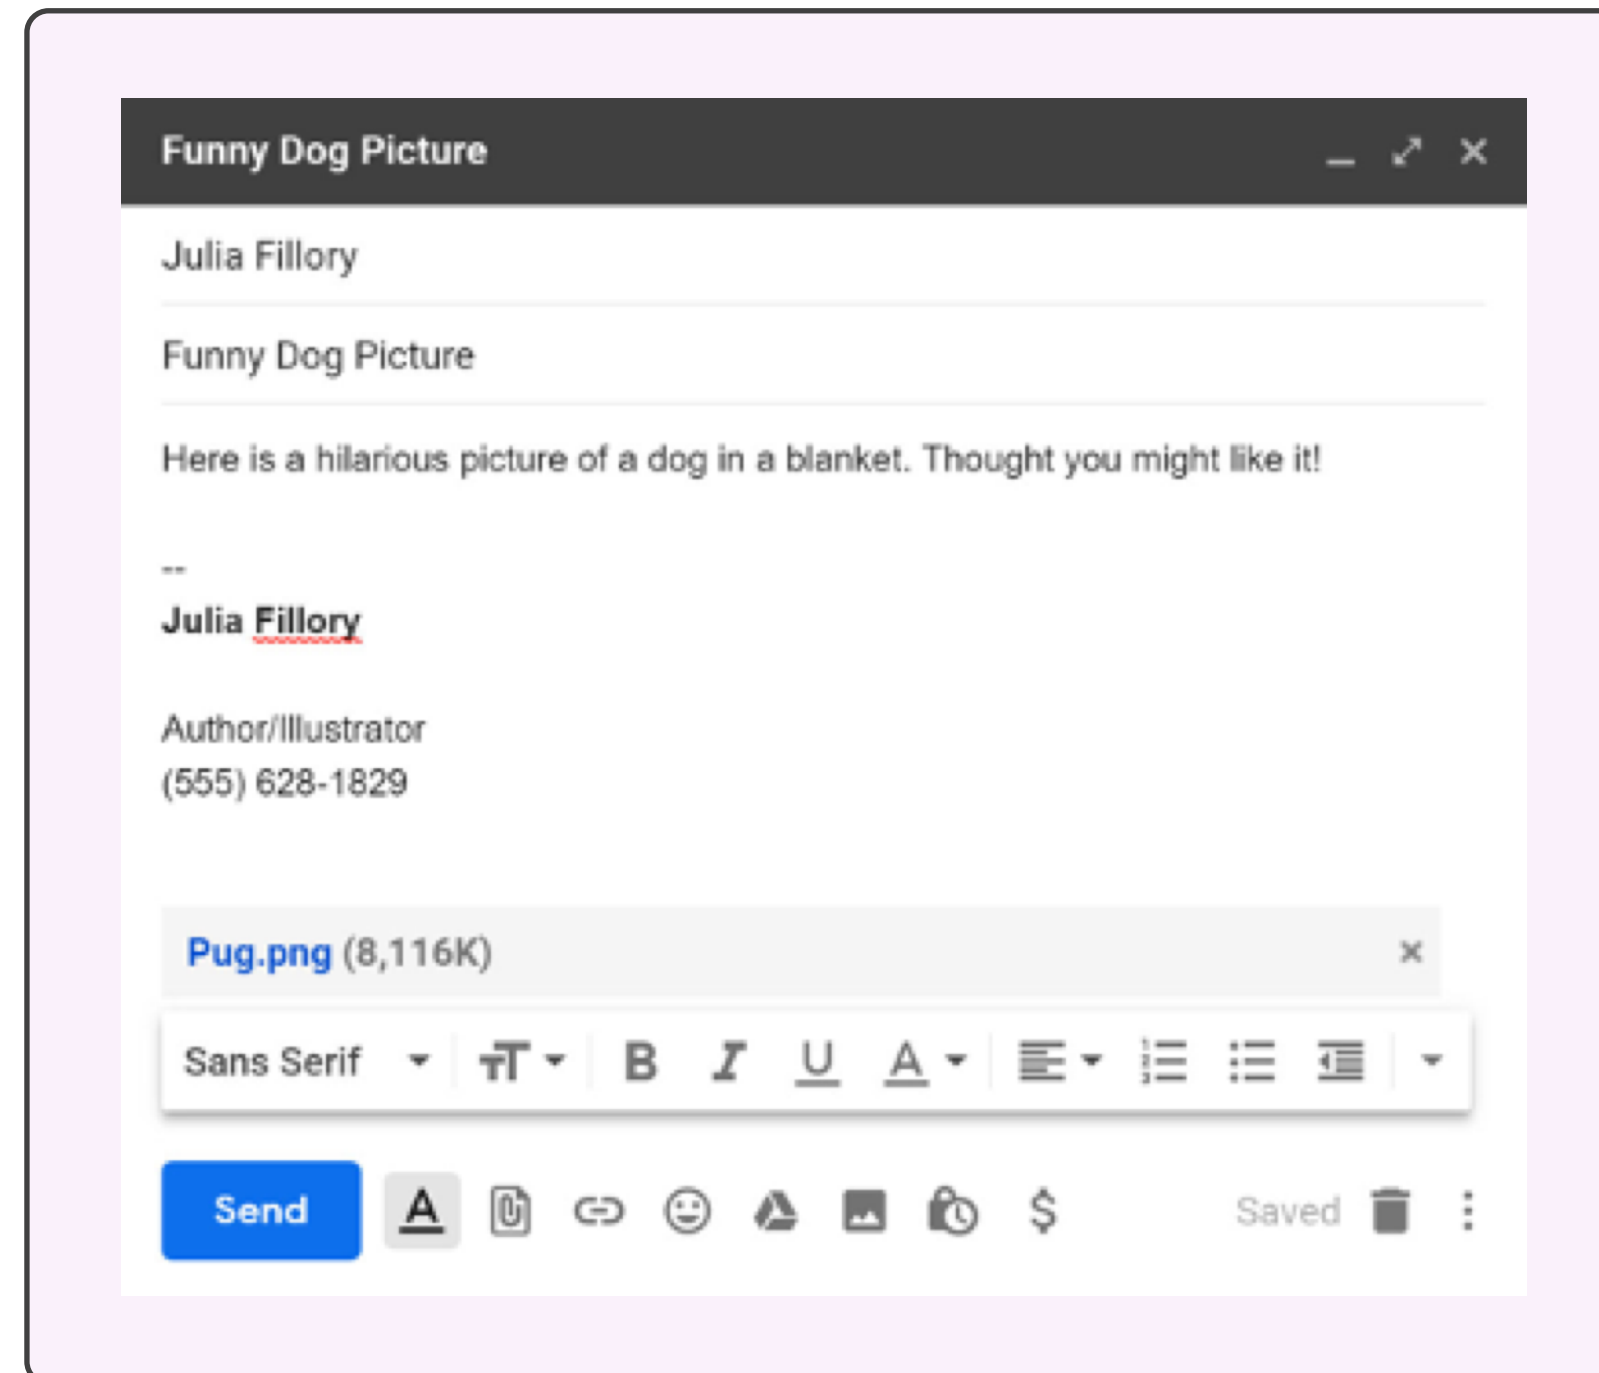 Funny Dog Picture
Julia Fillory
Funny Dog Picture
Here is a hilarious picture of a dog in a blanket. Thought you might like it!
--
Julia Fillory
Author/Illustrator
(555) 628-1829
Pug.png (8,116K)
Sans Serif TT B I U A
Send A $ Saved